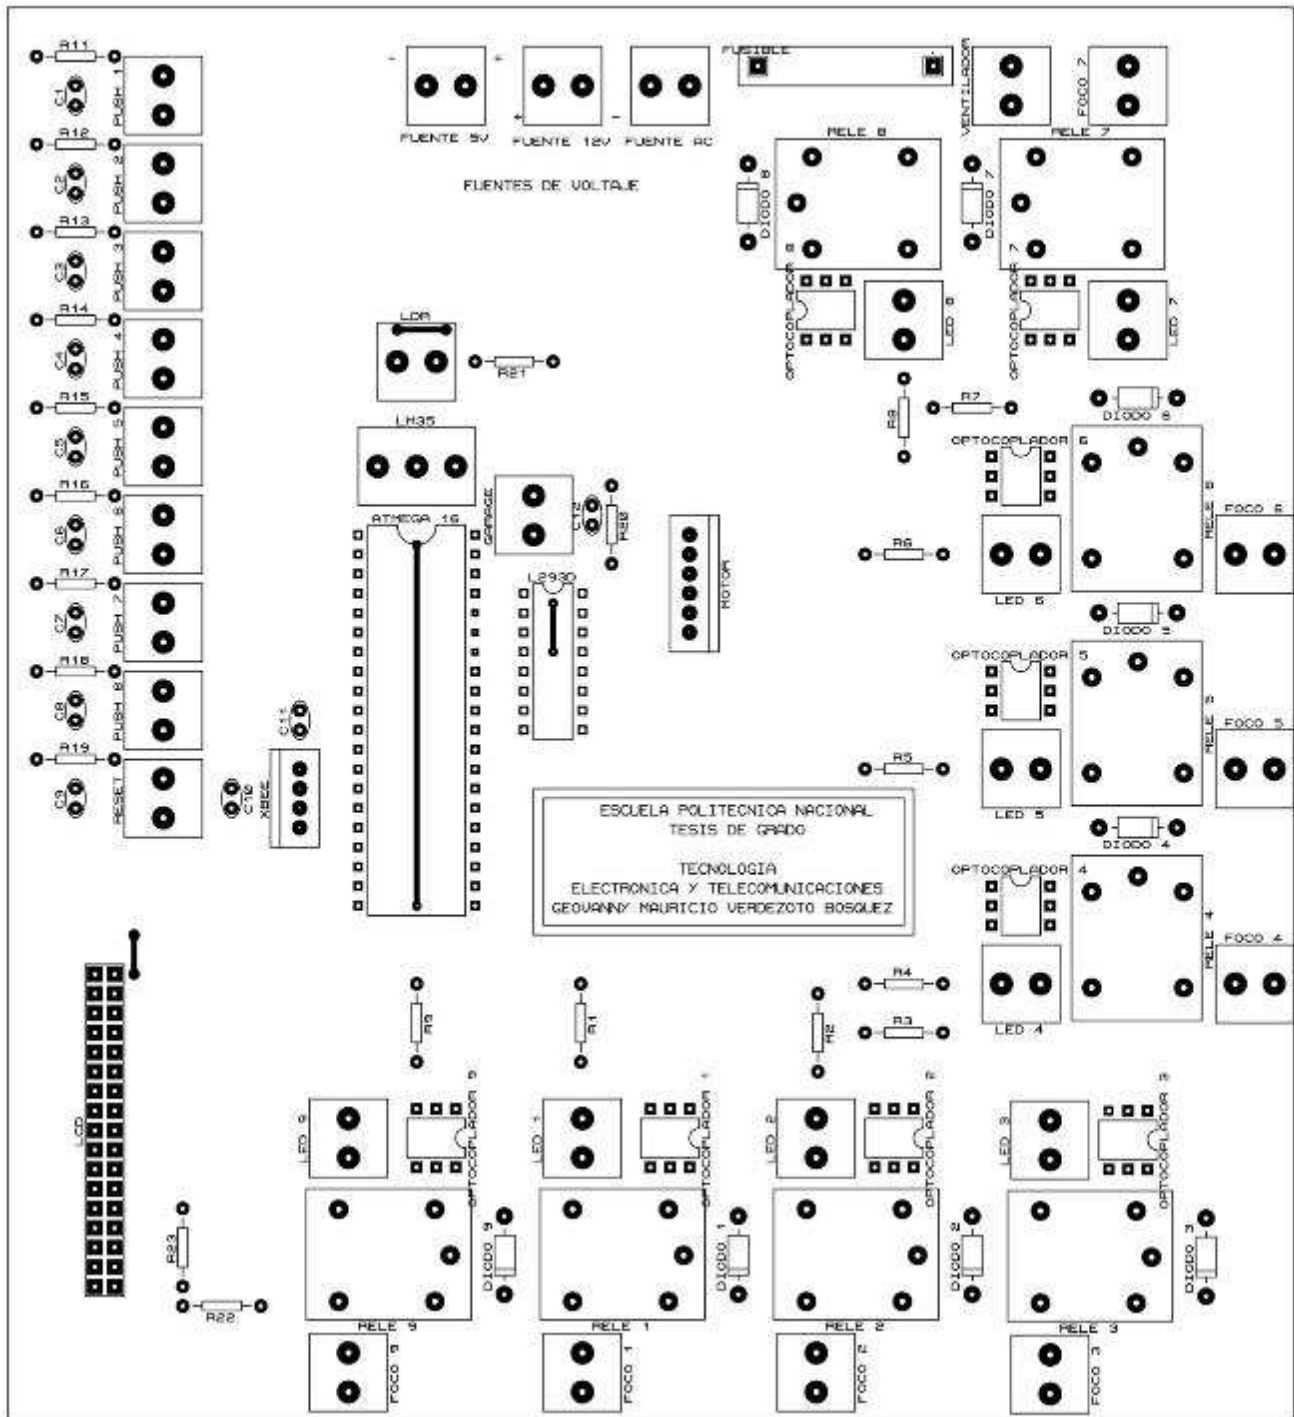 R11
C1
PUSH 1
R12
C2
PUSH 2
R13
C3
PUSH 3
R14
C4
PUSH 4
R15
C5
PUSH 5
R16
C6
PUSH 6
R17
C7
PUSH 7
R18
C8
PUSH 8
R19
C9
RESET
C10
C11
XBEE
- +
FUENTE 5V
+ -
FUENTE 12V
FUENTE AC
FUENTES DE VOLTAJE
FUSIBLE
VENTILADOR
FOCO 7
RELE 8
RELE 7
DIODO 8
DIODO 7
OPTOCOPLADOR 8
LED 8
OPTOCOPLADOR 7
LED 7
LDR
R21
LM35
ATMEGA 16
GARAGE
C12
R20
L293D
MOTOR
R8
R7
DIODO 6
OPTOCOPLADOR 6
RELE 6
FOCO 6
R6
LED 6
DIODO 5
OPTOCOPLADOR 5
RELE 5
FOCO 5
R5
LED 5
DIODO 4
OPTOCOPLADOR 4
RELE 4
FOCO 4
LED 4
ESCUELA POLITECNICA NACIONAL
TESIS DE GRADO
TECNOLOGIA
ELECTRONICA Y TELECOMUNICACIONES
GEOVANNY MAURICIO VERDEZOTO BOSQUEZ
R4
R3
R9
R1
R2
LCD
R23
R22
LED 9
OPTOCOPLADOR 9
LED 1
OPTOCOPLADOR 1
LED 2
OPTOCOPLADOR 2
LED 3
OPTOCOPLADOR 3
DIODO 9
DIODO 1
DIODO 2
DIODO 3
RELE 9
RELE 1
RELE 2
RELE 3
FOCO 9
FOCO 1
FOCO 2
FOCO 3